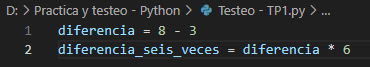 D: > Practica y testeo - Python > Testeo - TP1.py > ...
1 diferencia = 8 - 3
2 diferencia_seis_veces = diferencia * 6